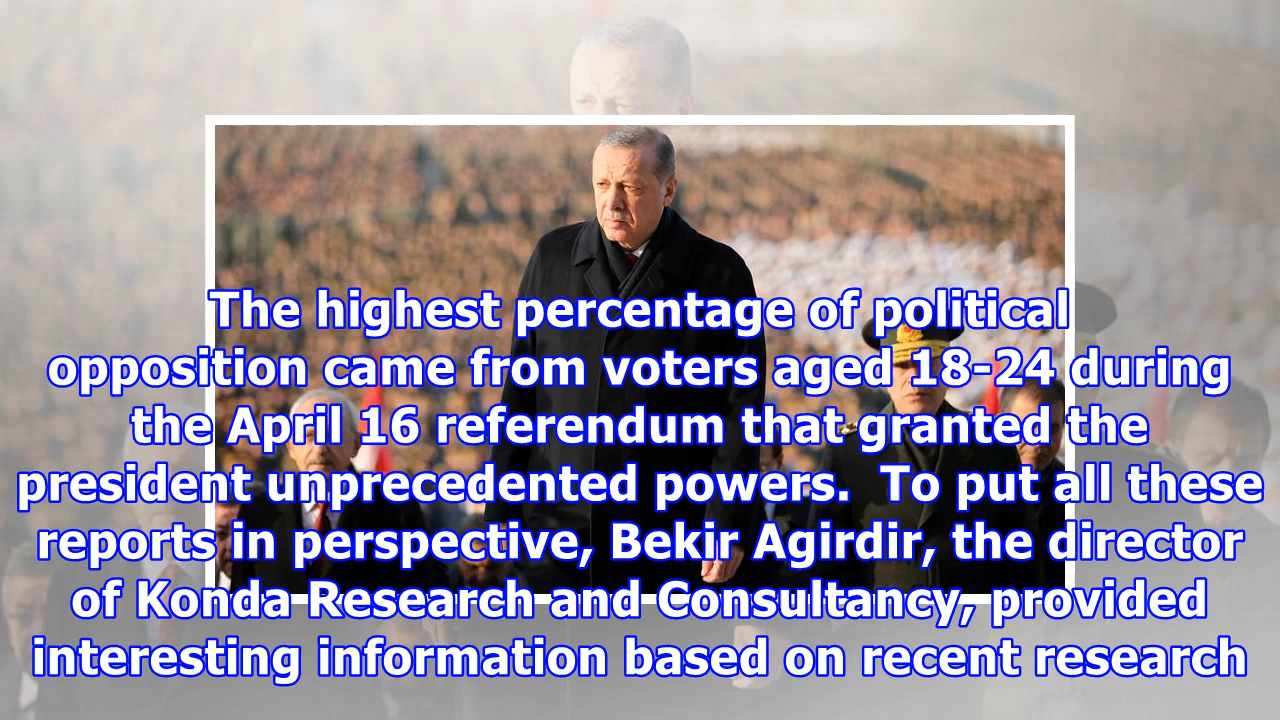 The highest percentage of political
opposition came from voters aged 18-24 during
the April 16 referendum that granted the
president unprecedented powers.  To put all these
reports in perspective, Bekir Agirdir, the director
of Konda Research and Consultancy, provided
interesting information based on recent research